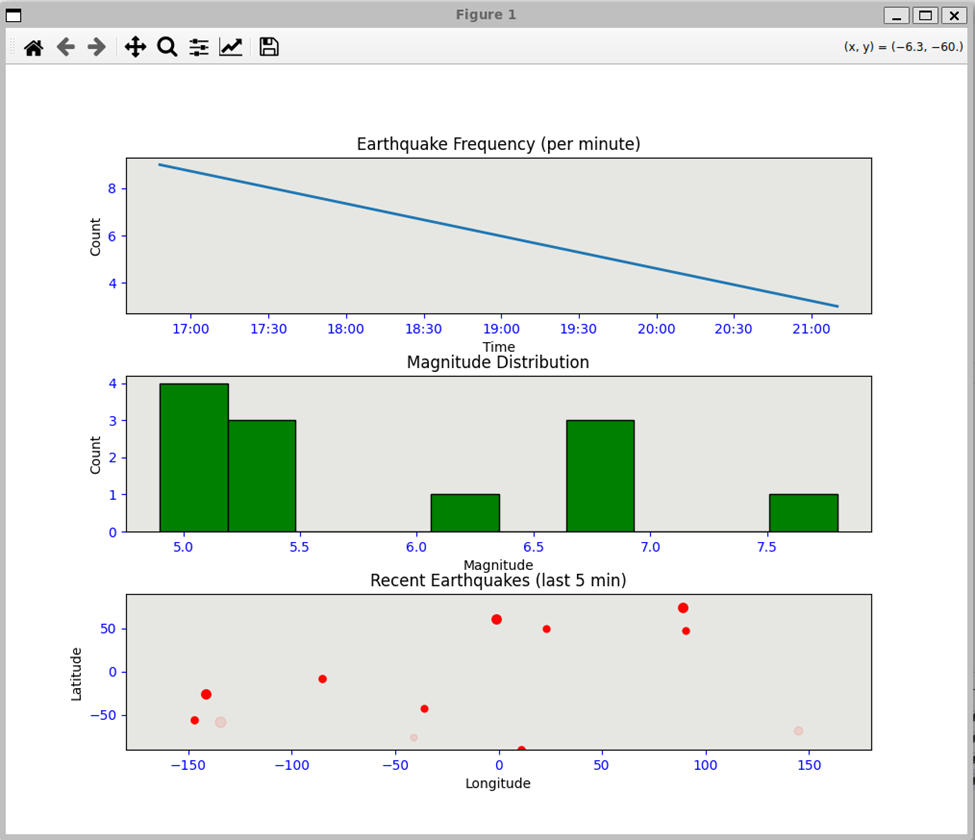 Figure 1
(x, y) = (−6.3, −60.)
Earthquake Frequency (per minute)
8
6
4
Count
17:00 17:30 18:00 18:30 19:00 19:30 20:00 20:30 21:00
Time
Magnitude Distribution
4
3
2
1
0
Count
5.0 5.5 6.0 6.5 7.0 7.5
Magnitude
Recent Earthquakes (last 5 min)
50
0
−50
Latitude
−150 −100 −50 0 50 100 150
Longitude